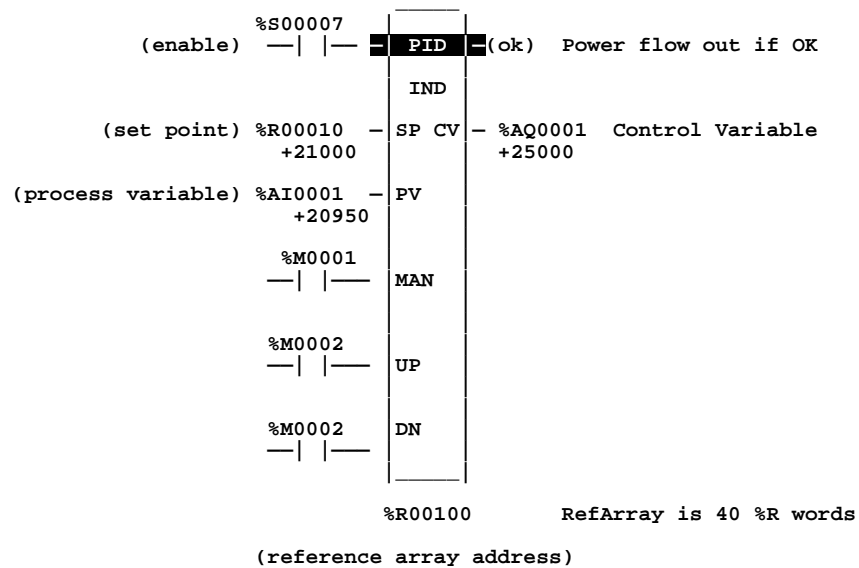 %S00007
(enable) PID (ok) Power flow out if OK
IND
(set point) %R00010 SP CV %AQ0001 Control Variable
+21000 +25000
(process variable) %AI0001 PV
+20950
%M0001
MAN
%M0002
UP
%M0002
DN
%R00100 RefArray is 40 %R words
(reference array address)